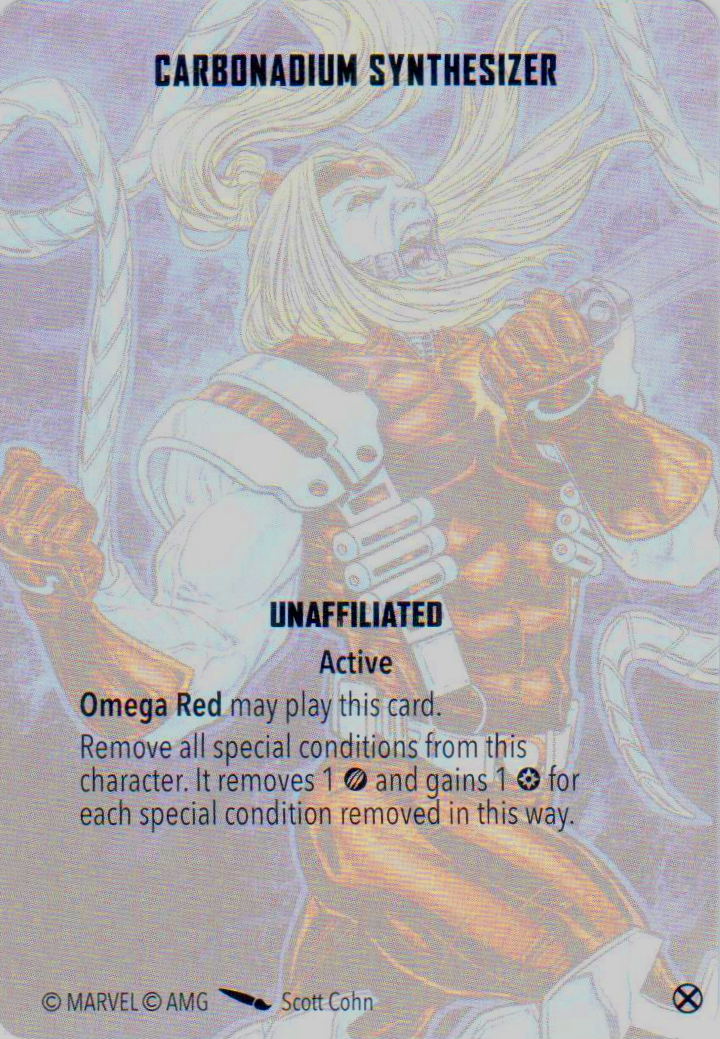 CARBONADIUM SYNTHESIZER
UNAFFILIATED
Active
Omega Red may play this card.
Remove all special conditions from this
character. It removes 1 and gains 1 for
each special condition removed in this way.
© MARVEL © AMG Scott Cohn